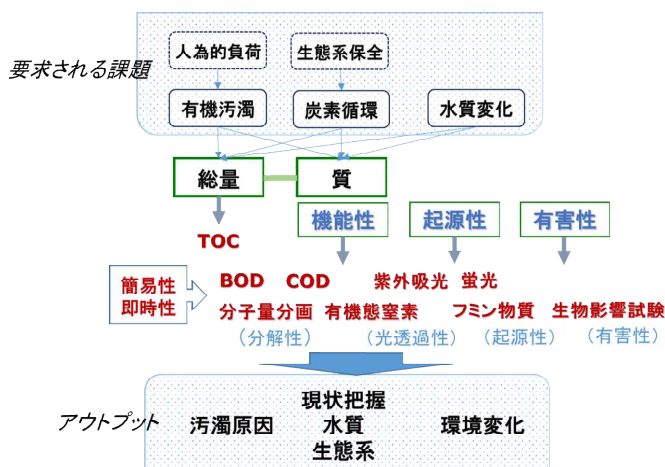 人為的負荷
生態系保全
要求される課題
有機汚濁
炭素循環
水質変化
総量
質
機能性
起源性
有害性
TOC
簡易性
即時性
BOD
COD
紫外吸光
蛍光
分子量分画
有機態窒素
フミン物質
生物影響試験
(分解性)
(光透過性)
(起源性)
(有害性)
アウトプット
汚濁原因
現状把握
水質
生態系
環境変化